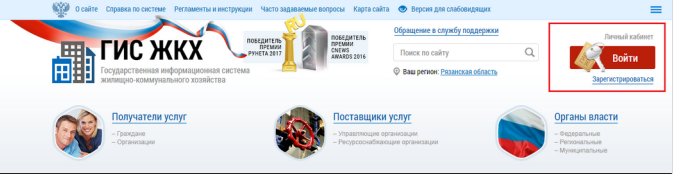 О сайте Справка по системе Регламенты и инструкции Часто задаваемые вопросы Карта сайта Версия для слабовидящих
ГИС ЖКХ
Государственная информационная система
жилищно-коммунального хозяйства
ПОБЕДИТЕЛЬ
ПРЕМИИ
РУНЕТА 2017
RU
ПОБЕДИТЕЛЬ
ПРЕМИИ
CNEWS
AWARDS 2016
Обращение в службу поддержки
Поиск по сайту
Ваш регион: Рязанская область
Личный кабинет
Войти
Зарегистрироваться
Получатели услуг
– Граждане
– Организации
Поставщики услуг
– Управляющие организации
– Ресурсоснабжающие организации
Органы власти
– Федеральные
– Региональные
– Муниципальные